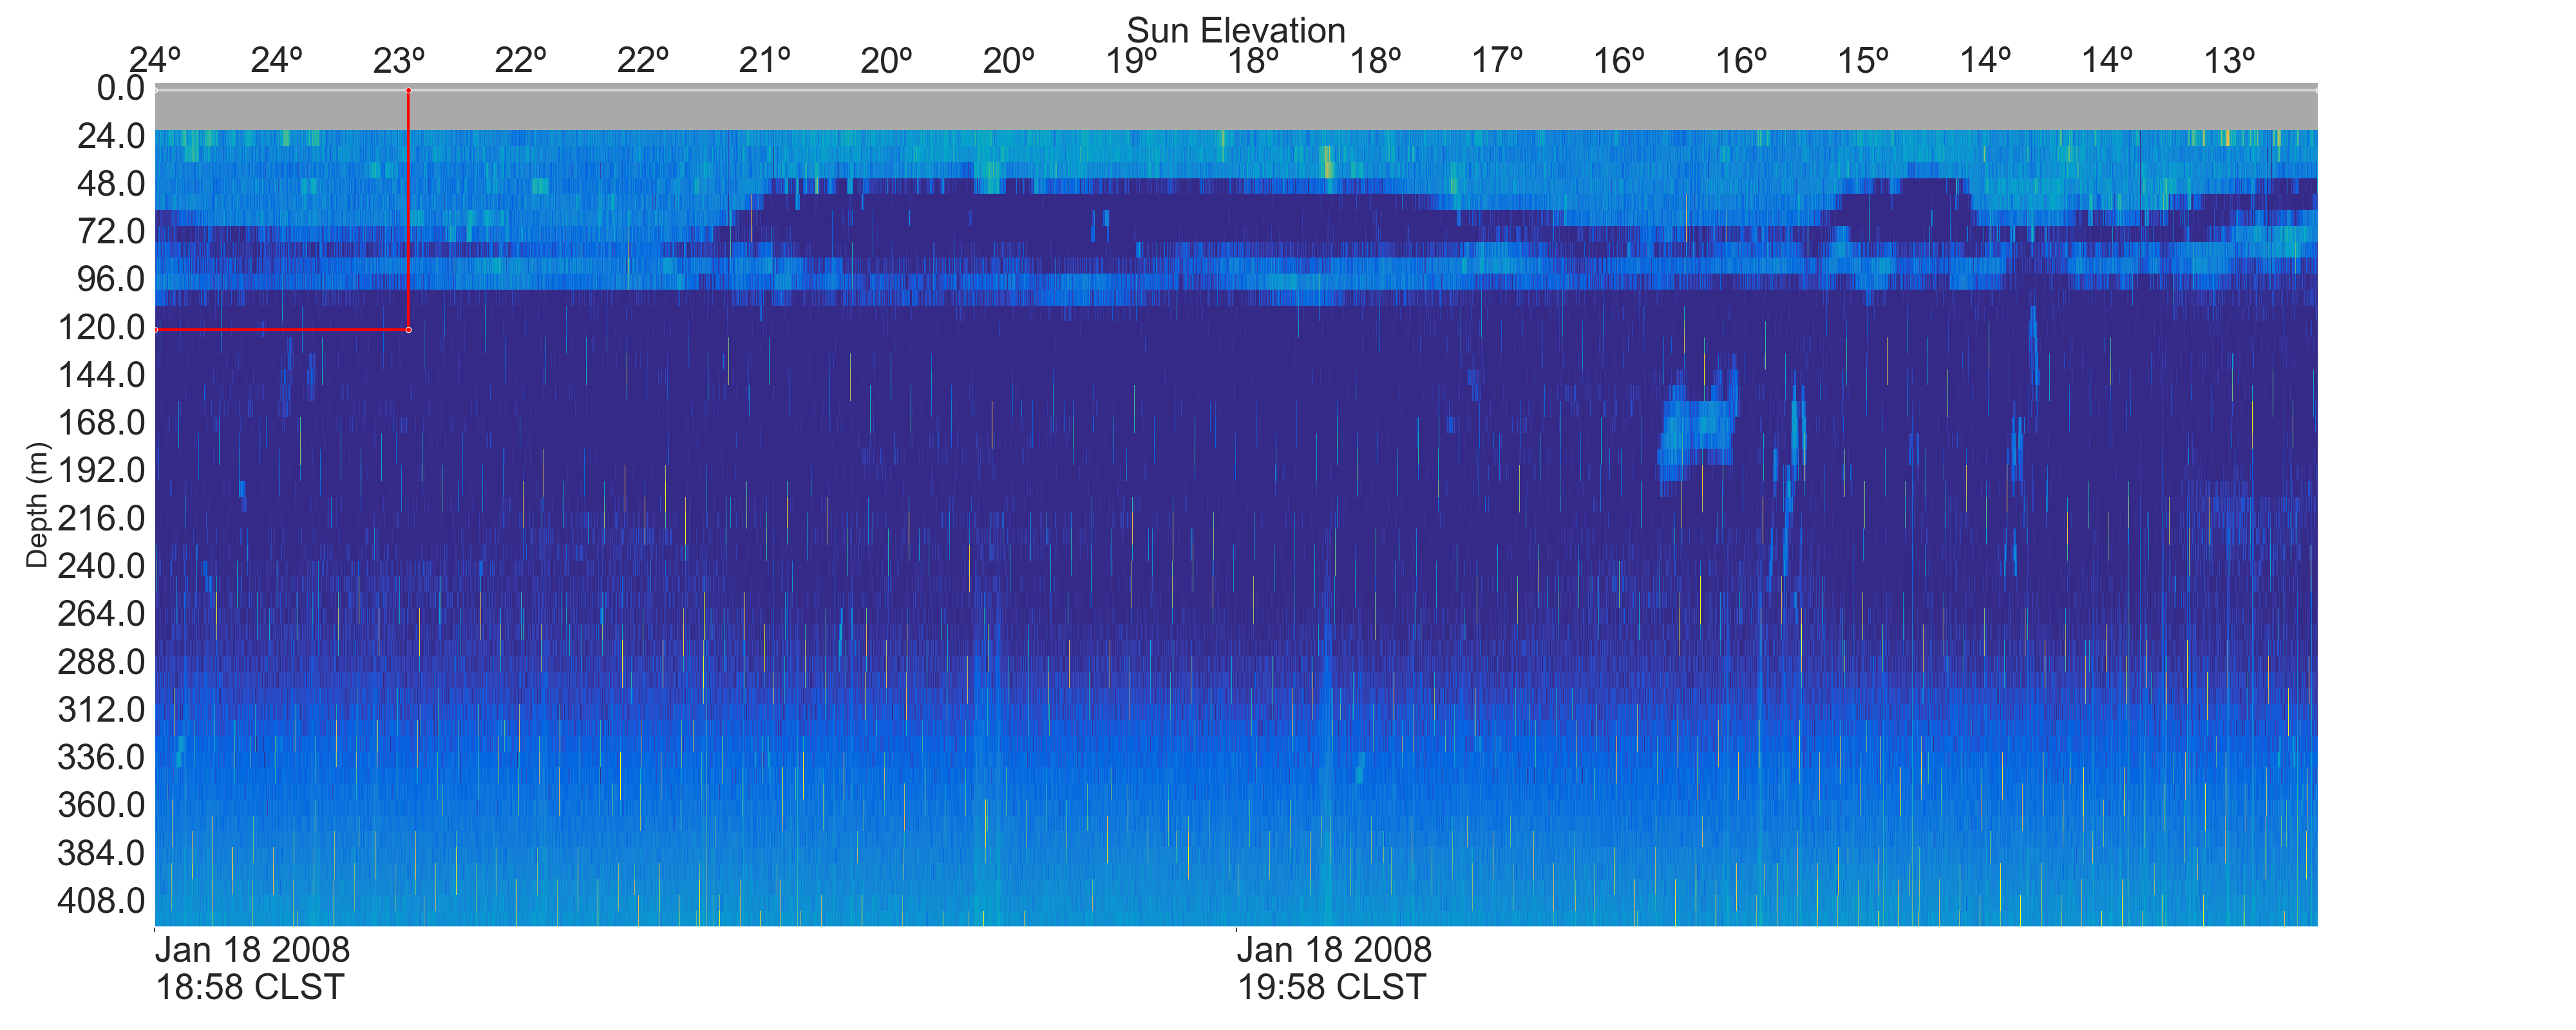 Sun Elevation
24º 24º 23º 22º 22º 21º 20º 20º 19º 18º 18º 17º 16º 16º 15º 14º 14º 13º
0.0
24.0
48.0
72.0
96.0
120.0
144.0
168.0
192.0
216.0
240.0
264.0
288.0
312.0
336.0
360.0
384.0
408.0
Depth (m)
Jan 18 2008
18:58 CLST
Jan 18 2008
19:58 CLST